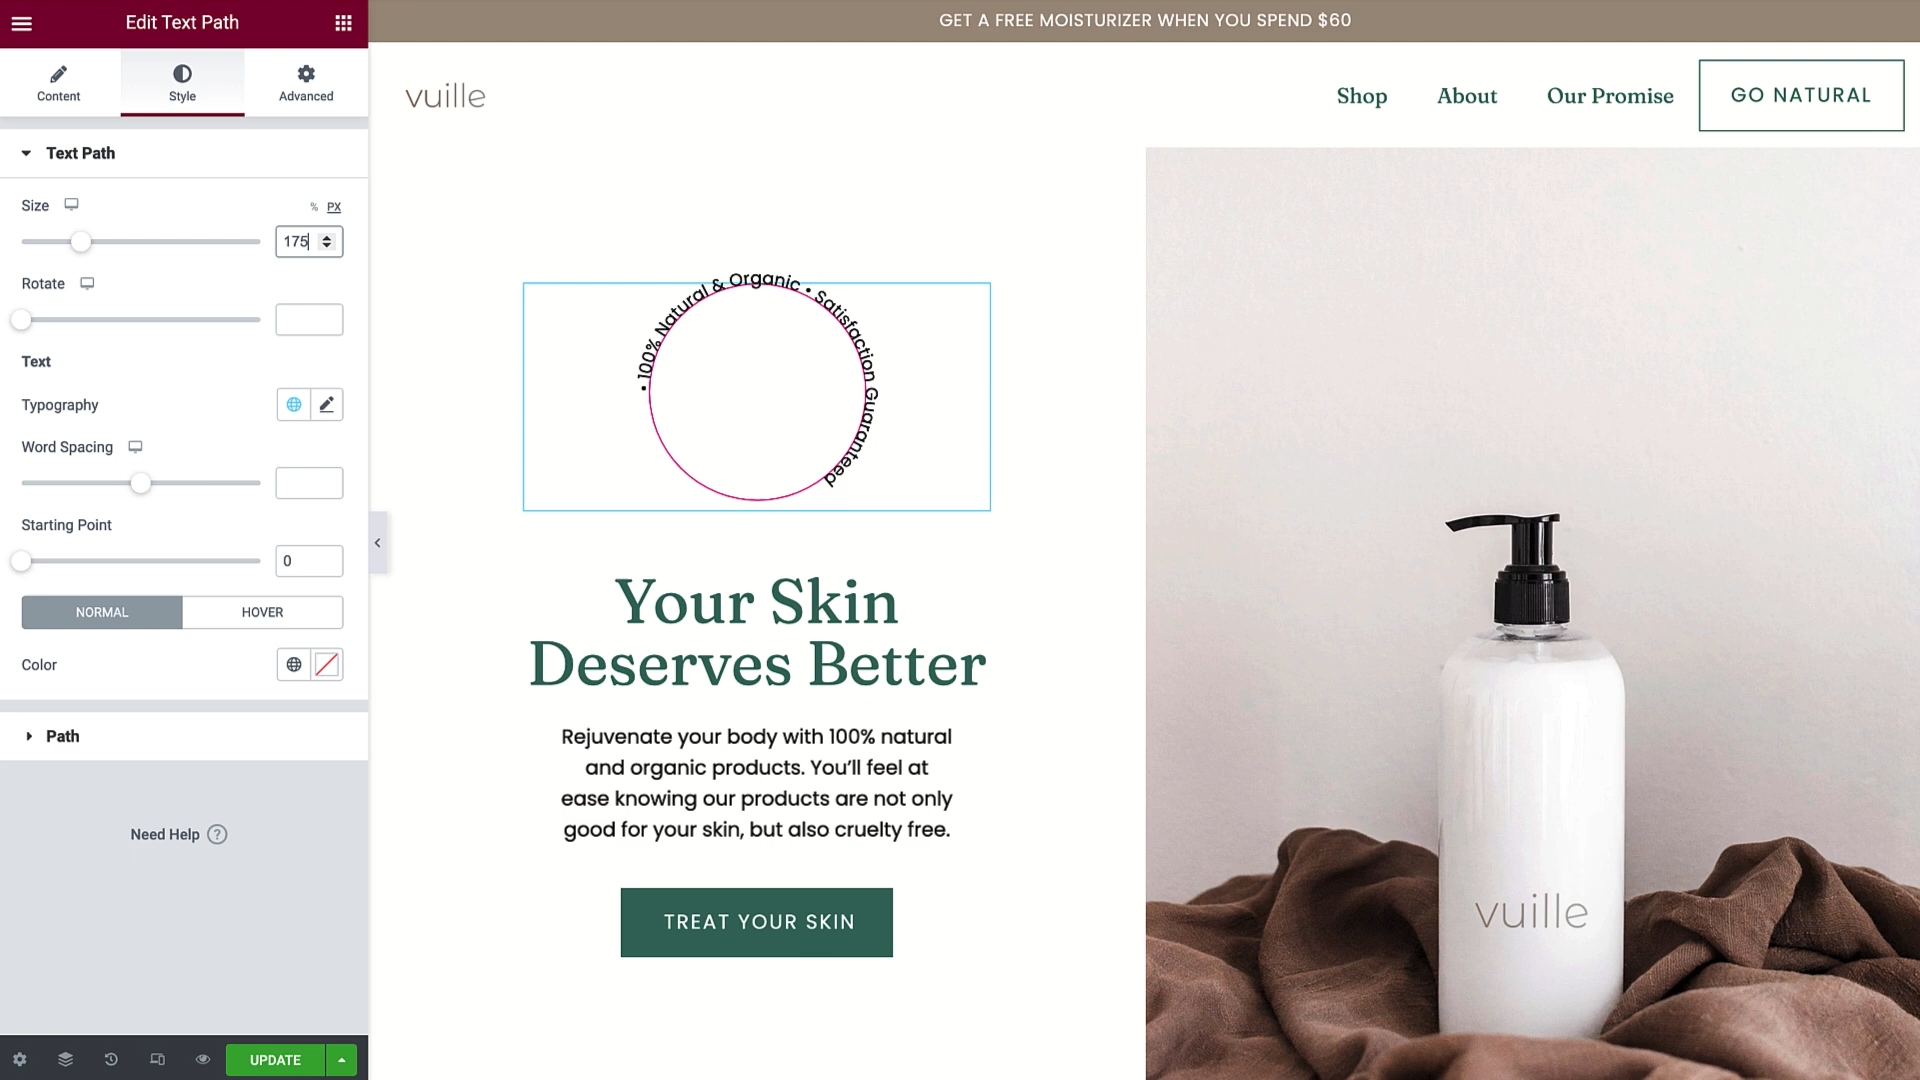 Edit Text Path
Content
Style
Advanced
Text Path
Size
% PX
175
Rotate
Text
Typography
Word Spacing
Starting Point
0
NORMAL
HOVER
Color
Path
Need Help ?
UPDATE
GET A FREE MOISTURIZER WHEN YOU SPEND $60
vuille
Shop
About
Our Promise
GO NATURAL
• 100% Natural & Organic • Satisfaction Guaranteed
Your Skin
Deserves Better
Rejuvenate your body with 100% natural
and organic products. You’ll feel at
ease knowing our products are not only
good for your skin, but also cruelty free.
TREAT YOUR SKIN
vuille